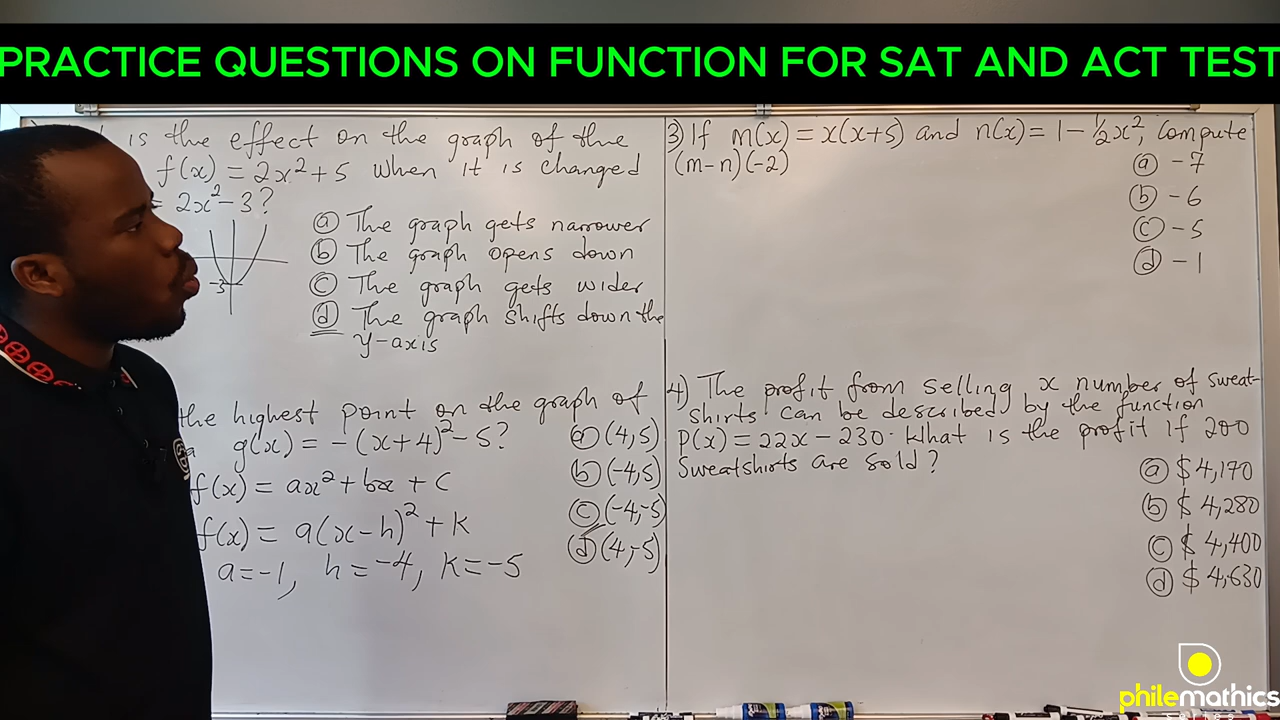 PRACTICE QUESTIONS ON FUNCTION FOR SAT AND ACT TEST
is the effect on the graph of the
f(x) = 2x²+5 when it is changed
= 2x²-3?
-3
ⓐ The graph gets narrower
ⓑ The graph opens down
ⓒ The graph gets wider
ⓓ The graph shifts down the
y-axis
the highest point on the graph of
g(x) = -(x+4)²-5?
ⓐ (4,5)
ⓑ (-4,5)
ⓒ (-4,-5)
ⓓ (4,-5)
f(x) = ax²+bx+c
f(x) = a(x-h)²+k
a=-1, h=-4, k=-5
3) If m(x) = x(x+5) and n(x) = 1-½x², compute
(m-n)(-2)
ⓐ -7
ⓑ -6
ⓒ -5
ⓓ -1
4) The profit from selling x number of sweat-
shirts can be described by the function
p(x) = 22x-230. What is the profit if 200
sweatshirts are sold?
ⓐ $4,170
ⓑ $4,280
ⓒ $4,400
ⓓ $4,630
philemathics